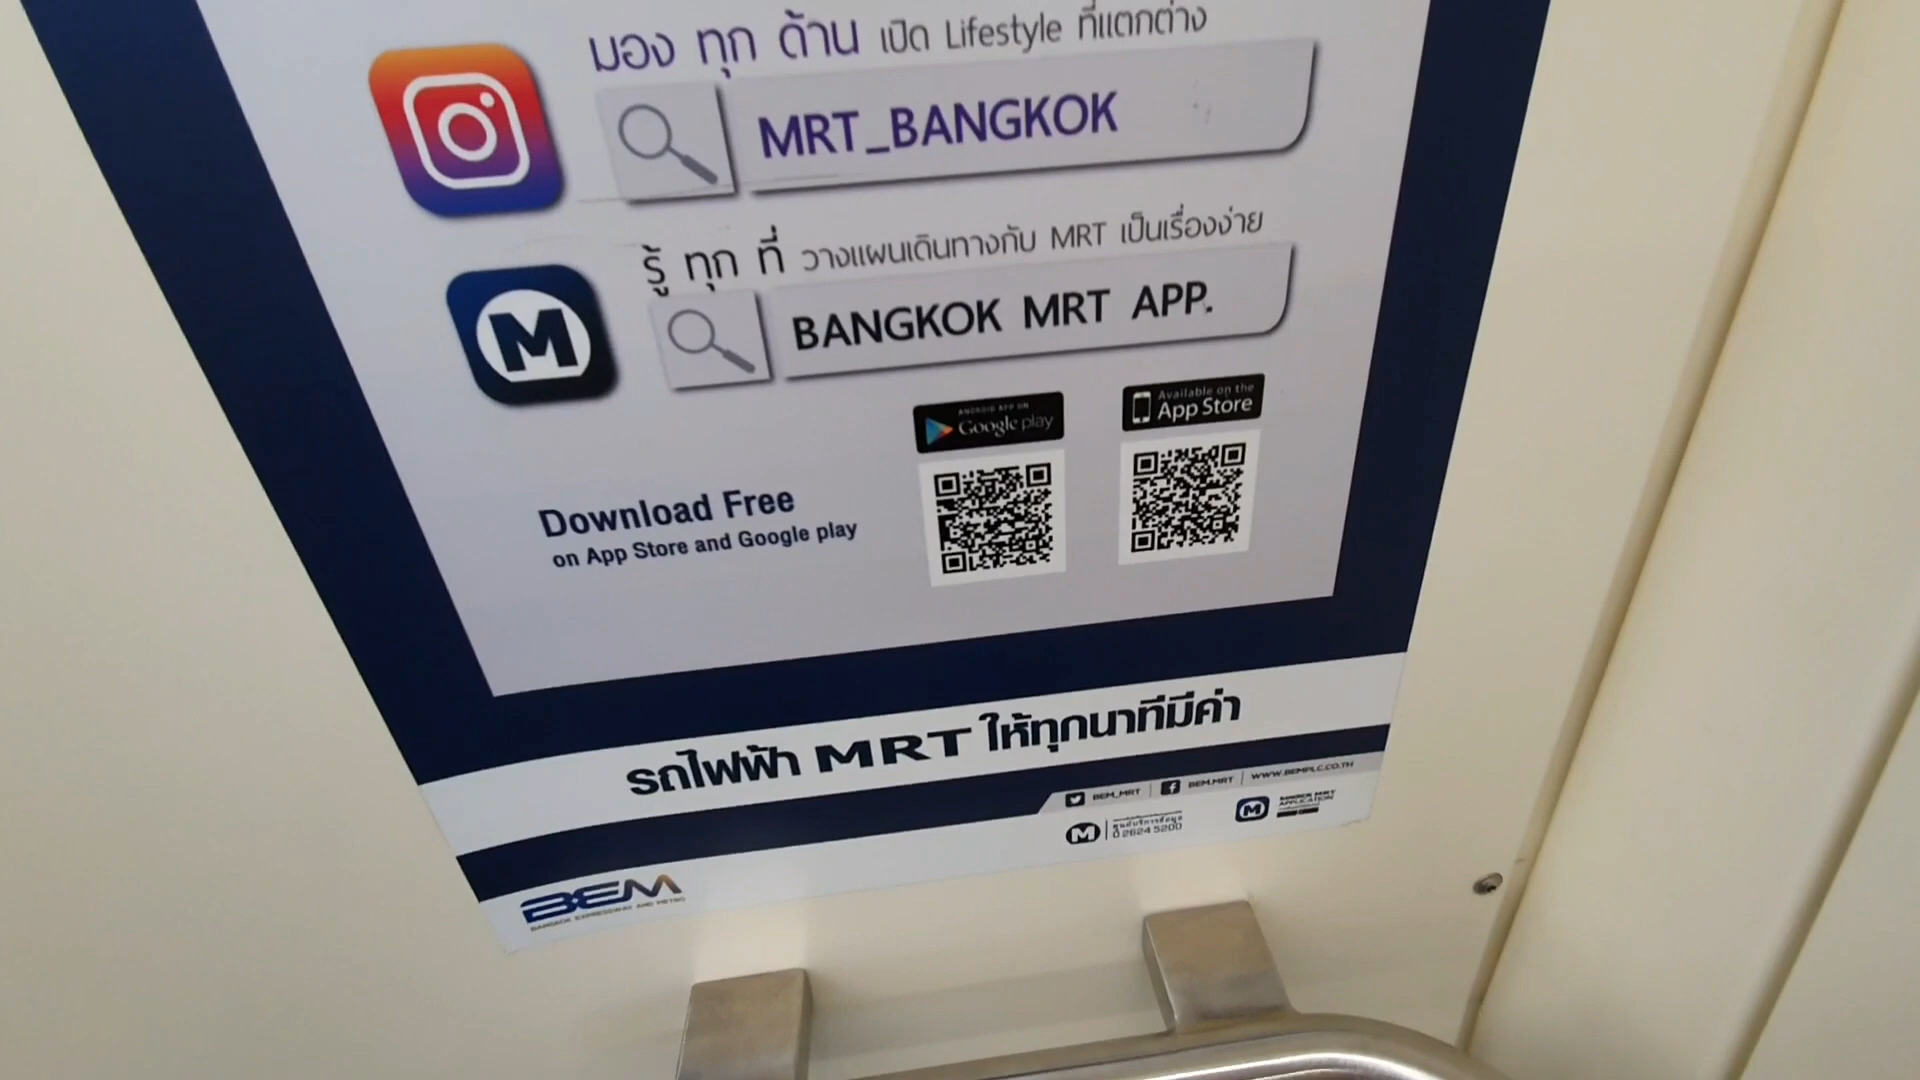 มอง ทุก ด้าน เปิด Lifestyle ที่แตกต่าง
MRT_BANGKOK
รู้ ทุก ที่ วางแผนเดินทางกับ MRT เป็นเรื่องง่าย
M
BANGKOK MRT APP.
ANDROID APP ON
Google play
Available on the
App Store
Download Free
on App Store and Google play
รถไฟฟ้า MRT ให้ทุกนาทีมีค่า
BEM_MRT
BEM.MRT
WWW.BEMPLC.CO.TH
M
ศูนย์บริการข้อมูล
0 2624 5200
M
BANGKOK MRT
APPLICATION
BEM
BANGKOK EXPRESSWAY AND METRO